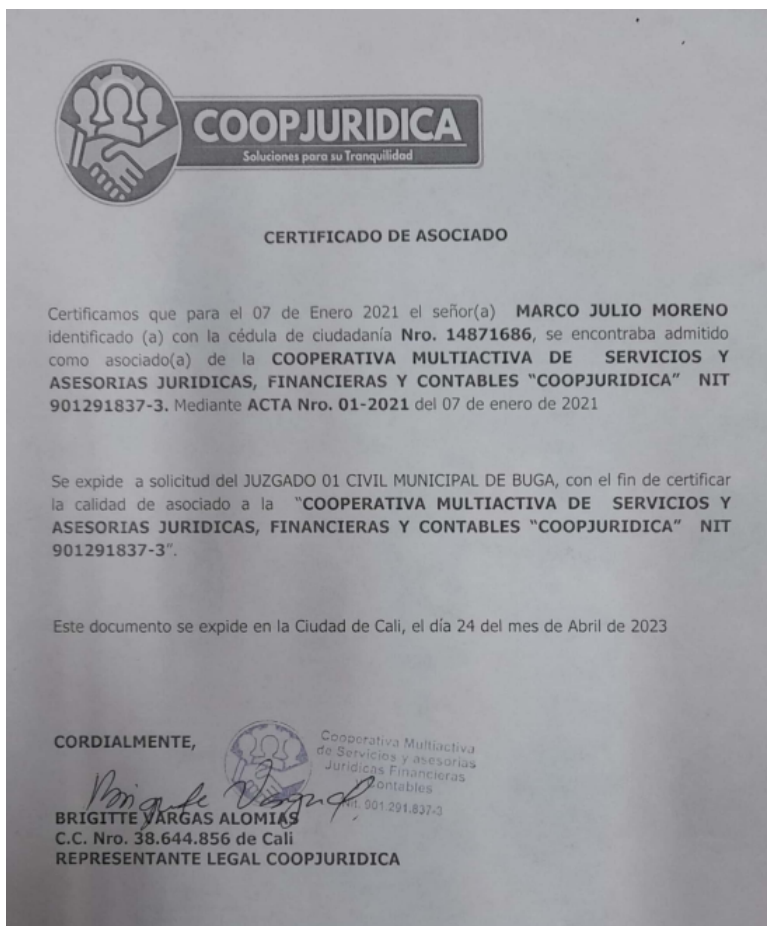 COOPJURIDICA
Soluciones para su Tranquilidad
CERTIFICADO DE ASOCIADO
Certificamos que para el 07 de Enero 2021 el señor(a) MARCO JULIO MORENO
identificado (a) con la cédula de ciudadanía Nro. 14871686, se encontraba admitido
como asociado(a) de la COOPERATIVA MULTIACTIVA DE SERVICIOS Y
ASESORIAS JURIDICAS, FINANCIERAS Y CONTABLES "COOPJURIDICA" NIT
901291837-3. Mediante ACTA Nro. 01-2021 del 07 de enero de 2021
Se expide a solicitud del JUZGADO 01 CIVIL MUNICIPAL DE BUGA, con el fin de certificar
la calidad de asociado a la "COOPERATIVA MULTIACTIVA DE SERVICIOS Y
ASESORIAS JURIDICAS, FINANCIERAS Y CONTABLES "COOPJURIDICA" NIT
901291837-3".
Este documento se expide en la Ciudad de Cali, el día 24 del mes de Abril de 2023
CORDIALMENTE,
Cooperativa Multiactiva
de Servicios y asesorias
Juridicas Financieras
y Contables
Nit. 901.291.837-3
Brigitte Vargas
BRIGITTE VARGAS ALOMIAS
C.C. Nro. 38.644.856 de Cali
REPRESENTANTE LEGAL COOPJURIDICA